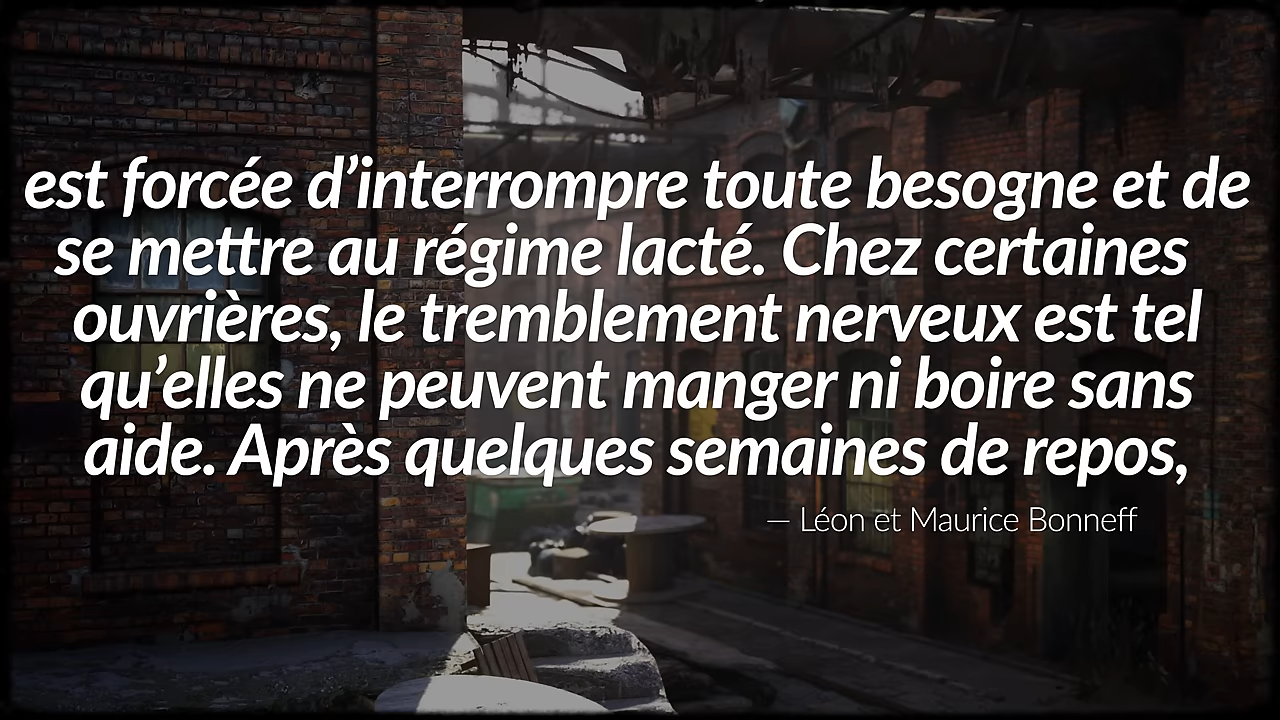 est forcée d’interrompre toute besogne et de
se mettre au régime lacté. Chez certaines
ouvrières, le tremblement nerveux est tel
qu’elles ne peuvent manger ni boire sans
aide. Après quelques semaines de repos,
— Léon et Maurice Bonneff